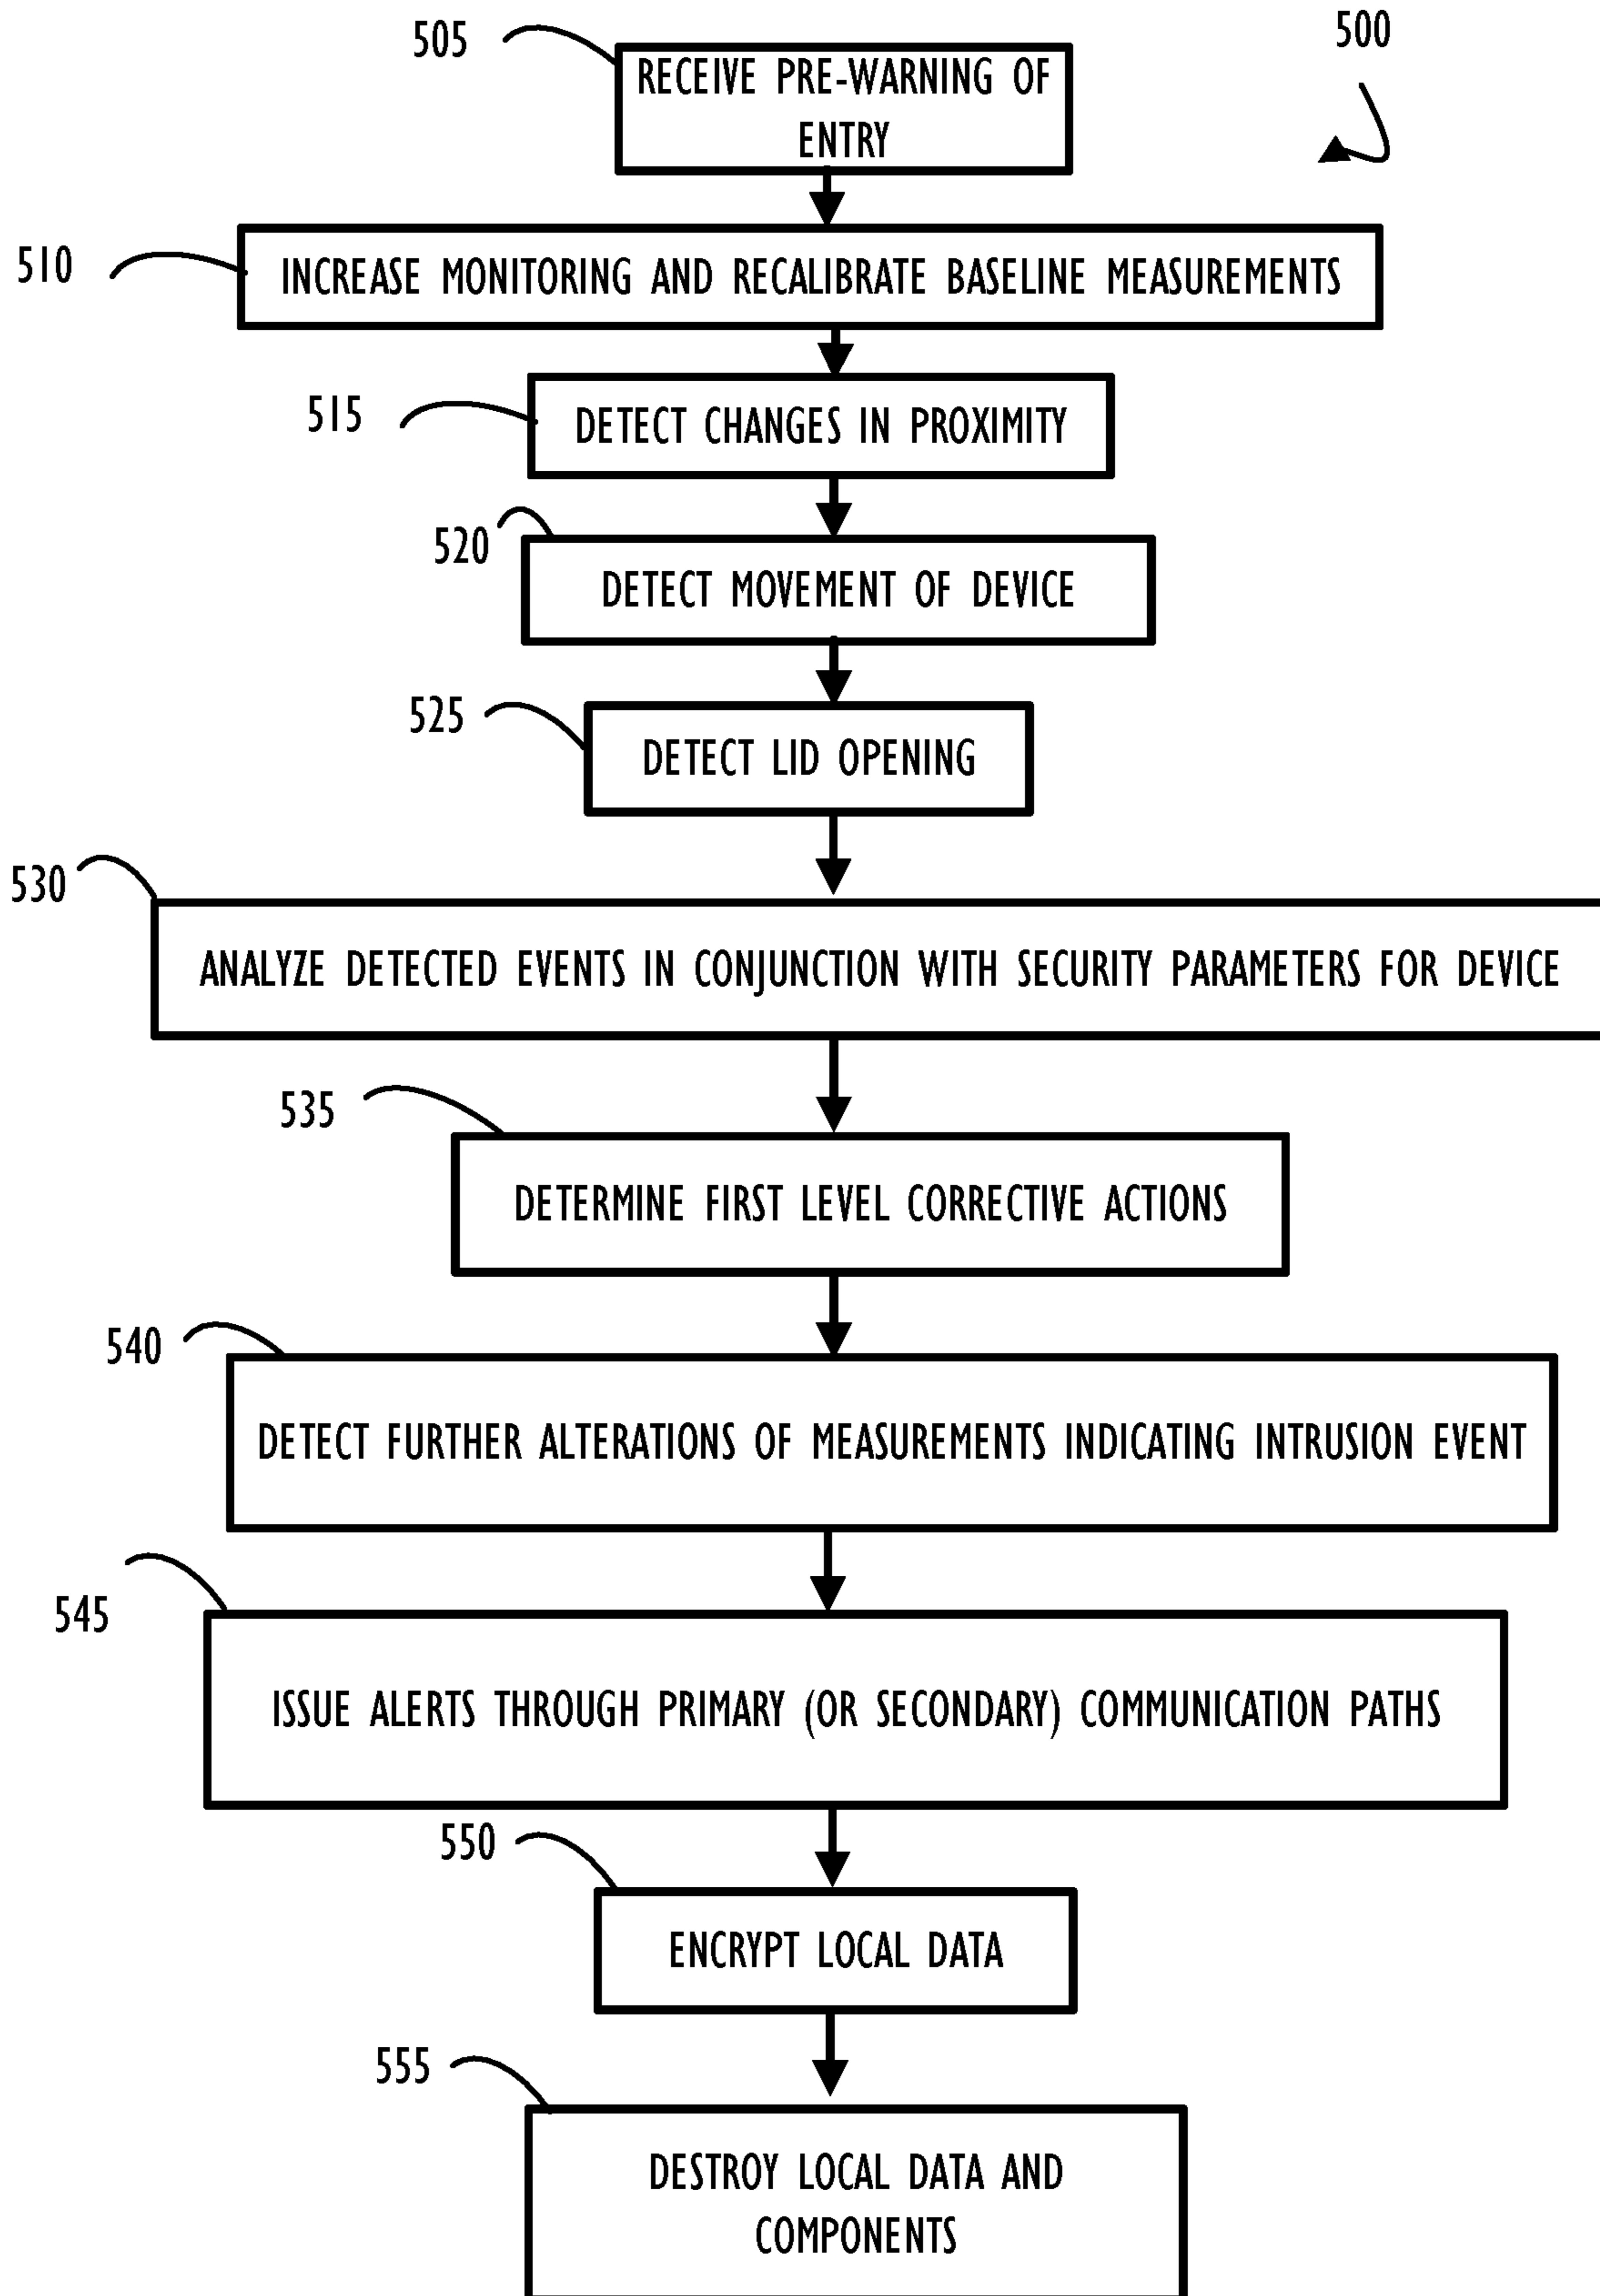 505
500
RECEIVE PRE-WARNING OF
ENTRY
510
INCREASE MONITORING AND RECALIBRATE BASELINE MEASUREMENTS
515
DETECT CHANGES IN PROXIMITY
520
DETECT MOVEMENT OF DEVICE
525
DETECT LID OPENING
530
ANALYZE DETECTED EVENTS IN CONJUNCTION WITH SECURITY PARAMETERS FOR DEVICE
535
DETERMINE FIRST LEVEL CORRECTIVE ACTIONS
540
DETECT FURTHER ALTERATIONS OF MEASUREMENTS INDICATING INTRUSION EVENT
545
ISSUE ALERTS THROUGH PRIMARY (OR SECONDARY) COMMUNICATION PATHS
550
ENCRYPT LOCAL DATA
555
DESTROY LOCAL DATA AND
COMPONENTS